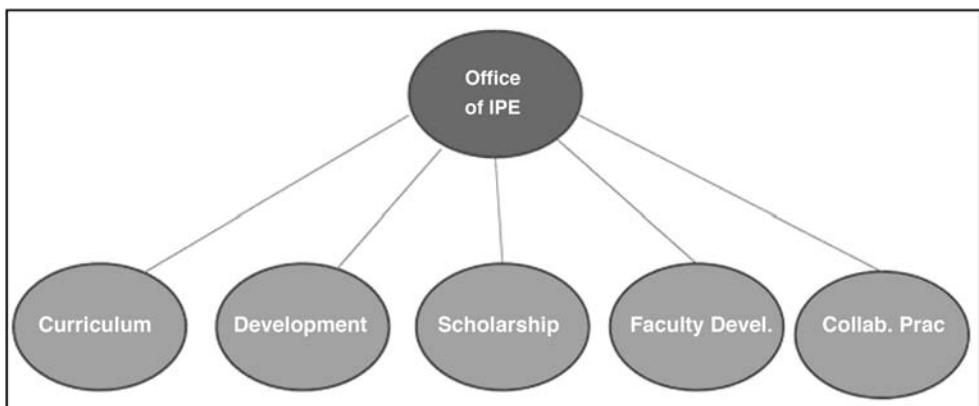 Office
of IPE
Curriculum
Development
Scholarship
Faculty Devel.
Collab. Prac